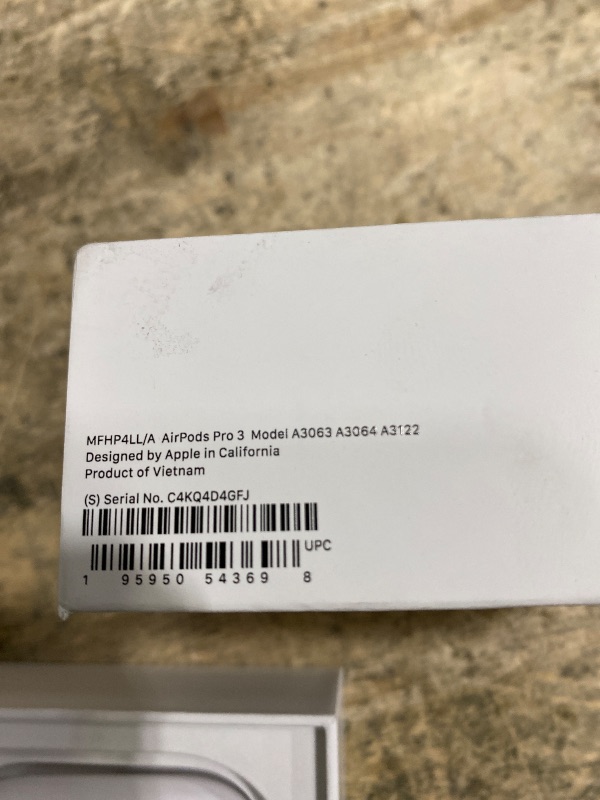 MFHP4LL/A AirPods Pro 3 Model A3063 A3064 A3122
Designed by Apple in California
Product of Vietnam
(S) Serial No. C4KQ4D4GFJ
UPC
1 95950 54369 8